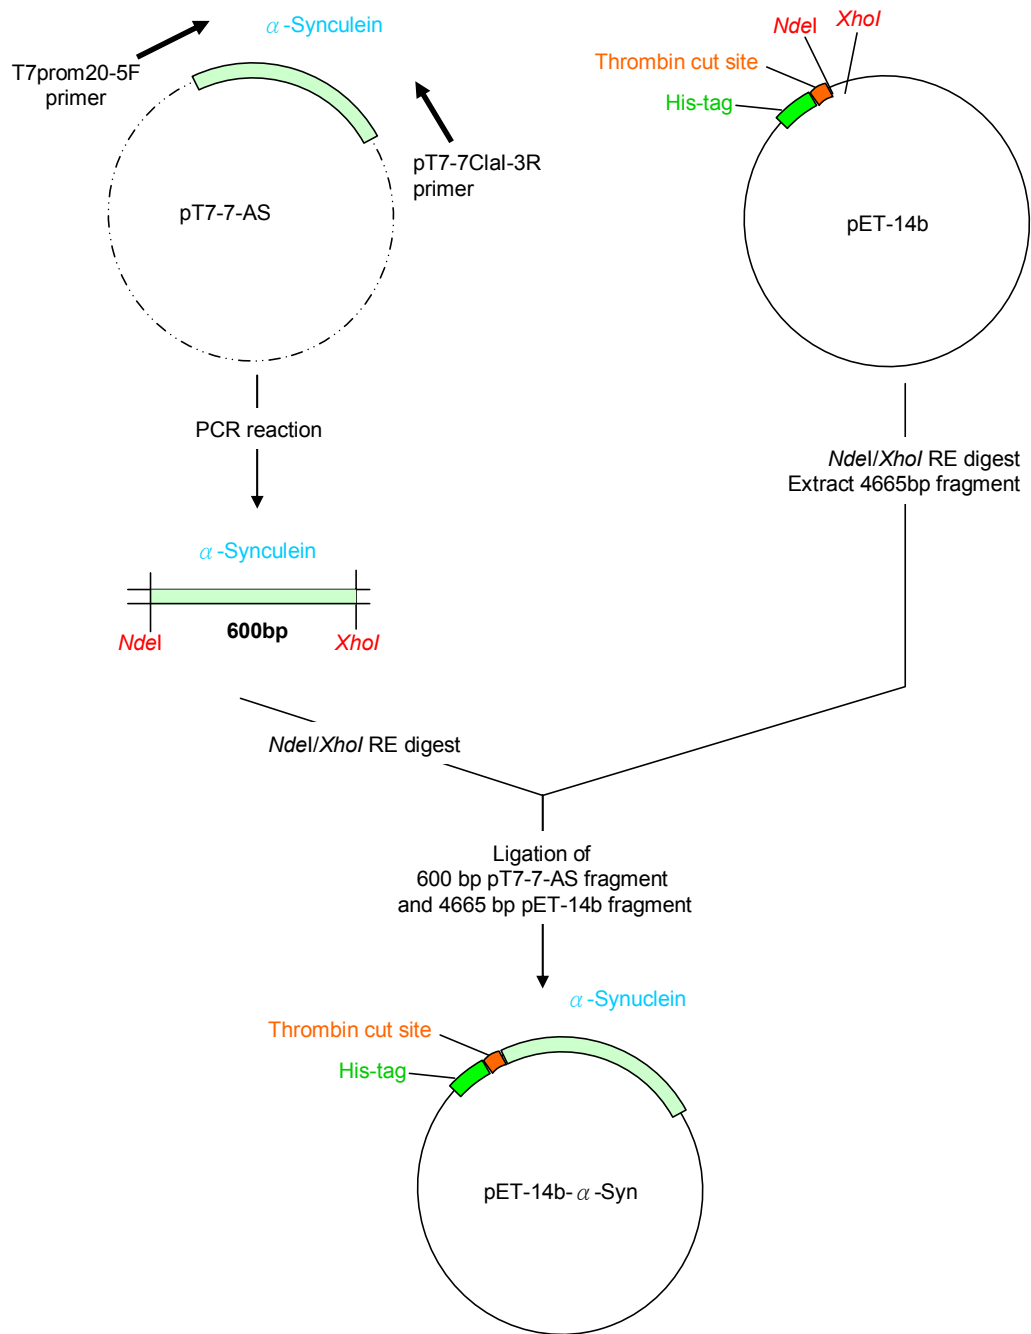 α-Synculein
T7prom20-5F
primer
pT7-7ClaI-3R
primer
pT7-7-AS
NdeI
XhoI
Thrombin cut site
His-tag
pET-14b
PCR reaction
NdeI/XhoI RE digest
Extract 4665bp fragment
α-Synculein
600bp
NdeI
XhoI
NdeI/XhoI RE digest
Ligation of
600 bp pT7-7-AS fragment
and 4665 bp pET-14b fragment
α-Synuclein
Thrombin cut site
His-tag
pET-14b-α-Syn